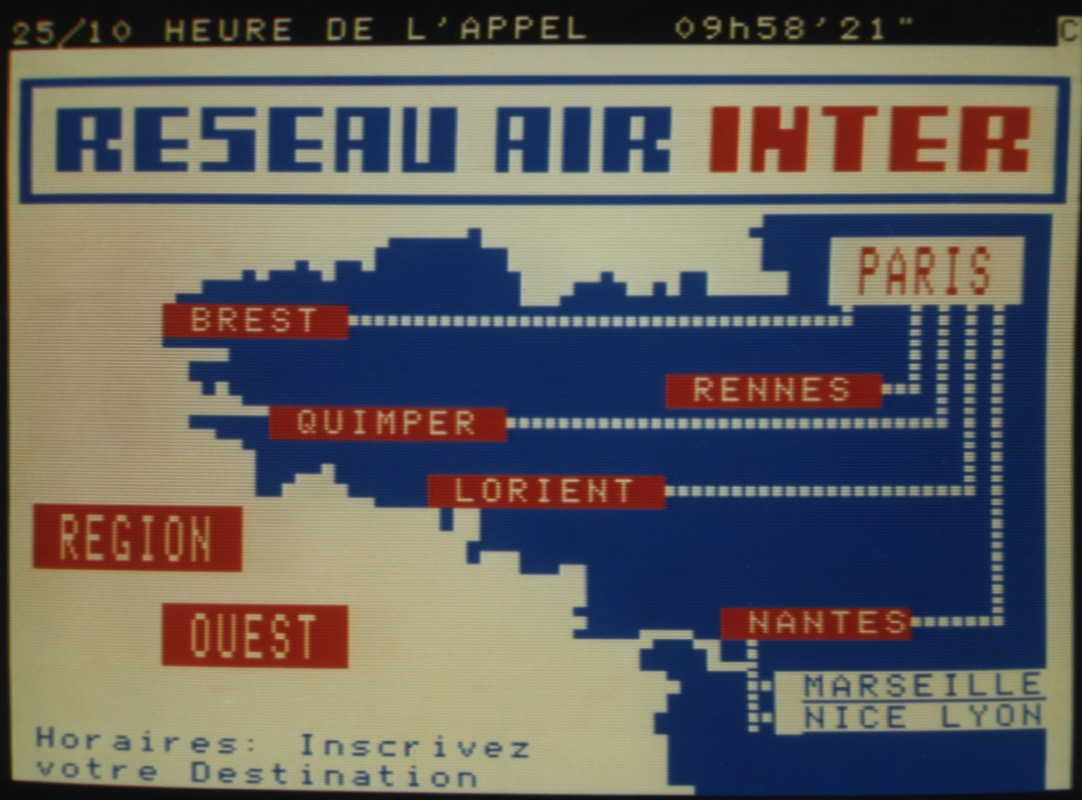 25/10 HEURE DE L'APPEL 09h58'21" C
RESEAU AIR INTER
PARIS
BREST
RENNES
QUIMPER
LORIENT
REGION
OUEST
NANTES
MARSEILLE
NICE LYON
Horaires: Inscrivez
votre Destination